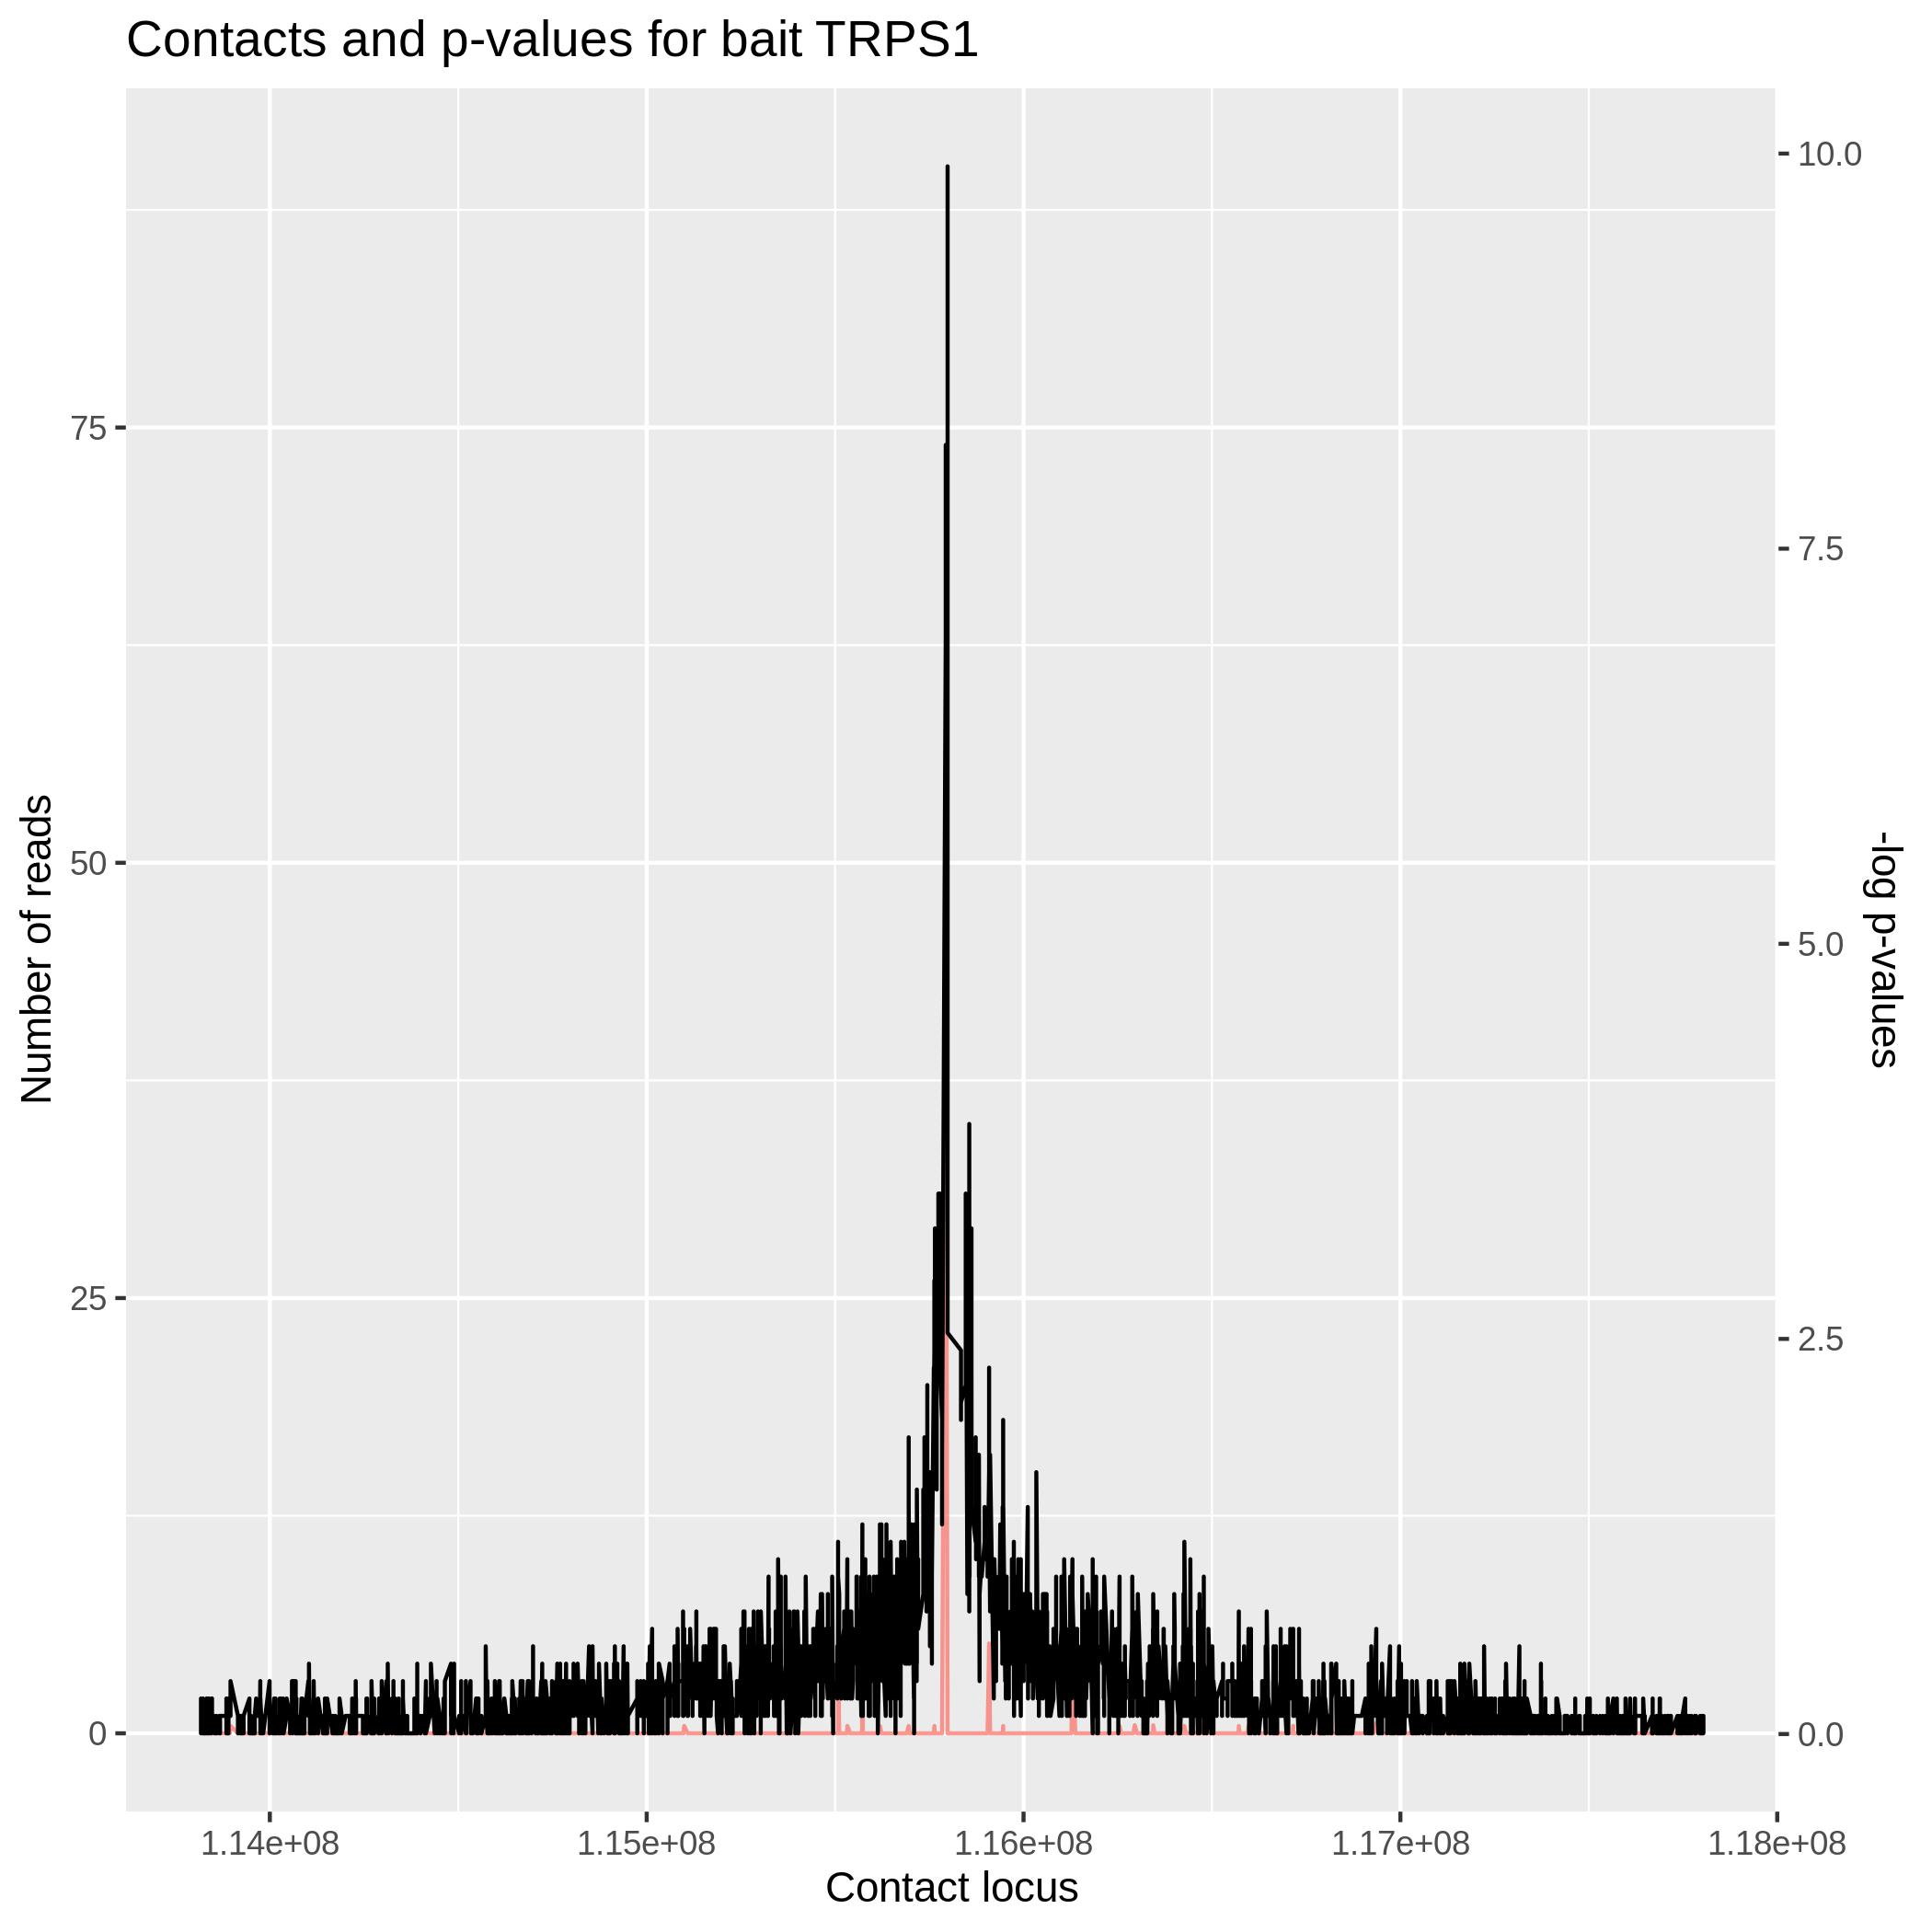 Contacts and p-values for bait TRPS1
10.0
75
7.5
50
5.0
25
2.5
0
0.0
Number of reads
-log p-values
1.14e+08
1.15e+08
1.16e+08
1.17e+08
1.18e+08
Contact locus